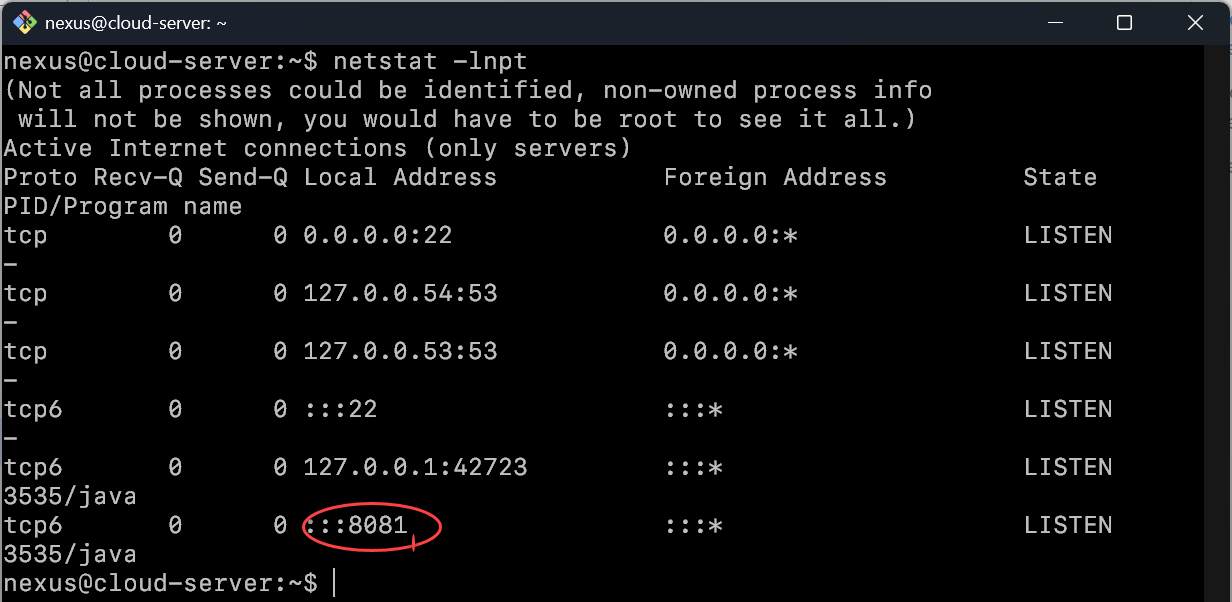 nexus@cloud-server: ~
nexus@cloud-server:~$ netstat -lnpt
(Not all processes could be identified, non-owned process info
 will not be shown, you would have to be root to see it all.)
Active Internet connections (only servers)
Proto Recv-Q Send-Q Local Address           Foreign Address         State
PID/Program name
tcp        0      0 0.0.0.0:22              0.0.0.0:*               LISTEN
-
tcp        0      0 127.0.0.54:53           0.0.0.0:*               LISTEN
-
tcp        0      0 127.0.0.53:53           0.0.0.0:*               LISTEN
-
tcp6       0      0 :::22                   :::*                    LISTEN
-
tcp6       0      0 127.0.0.1:42723         :::*                    LISTEN
3535/java
tcp6       0      0 :::8081                 :::*                    LISTEN
3535/java
nexus@cloud-server:~$